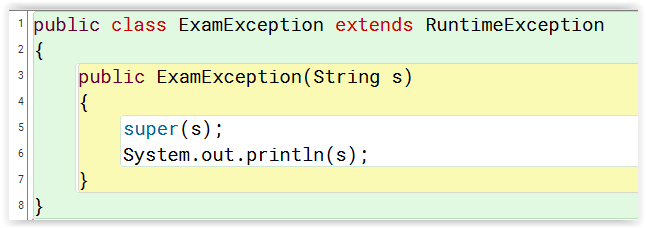 1 public class ExamException extends RuntimeException
2 {
3 public ExamException(String s)
4 {
5 super(s);
6 System.out.println(s);
7 }
8 }